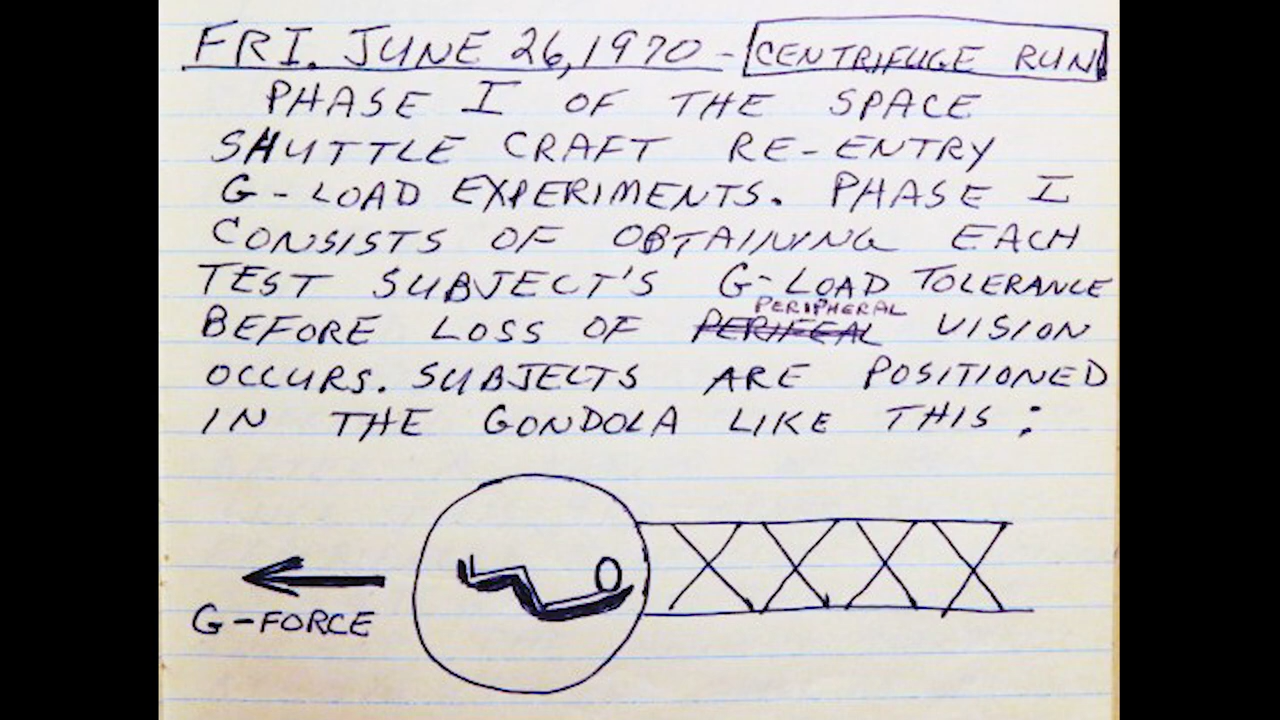 FRI. JUNE 26, 1970 - CENTRIFUGE RUN
PHASE I OF THE SPACE
SHUTTLE CRAFT RE-ENTRY
G-LOAD EXPERIMENTS. PHASE I
CONSISTS OF OBTAINING EACH
TEST SUBJECT'S G-LOAD TOLERANCE
PERIPHERAL
BEFORE LOSS OF PERIFEAL VISION
OCCURS. SUBJECTS ARE POSITIONED
IN THE GONDOLA LIKE THIS :
G-FORCE